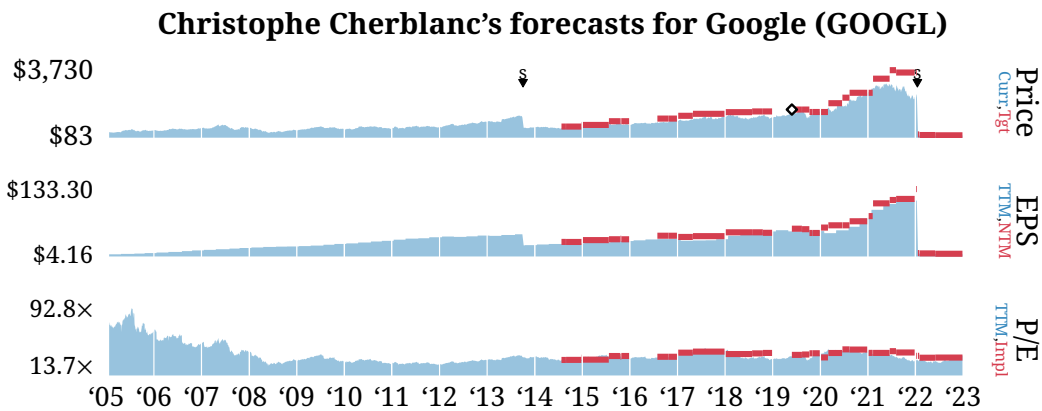 Christophe Cherblanc’s forecasts for Google (GOOGL)
$3,730
$83
s
s
Price
Curr,Tgt
$133.30
$4.16
EPS
TTM,NTM
92.8×
13.7×
P/E
TTM,Impl
‘05 ‘06 ‘07 ‘08 ‘09 ‘10 ‘11 ‘12 ‘13 ‘14 ‘15 ‘16 ‘17 ‘18 ‘19 ‘20 ‘21 ‘22 ‘23